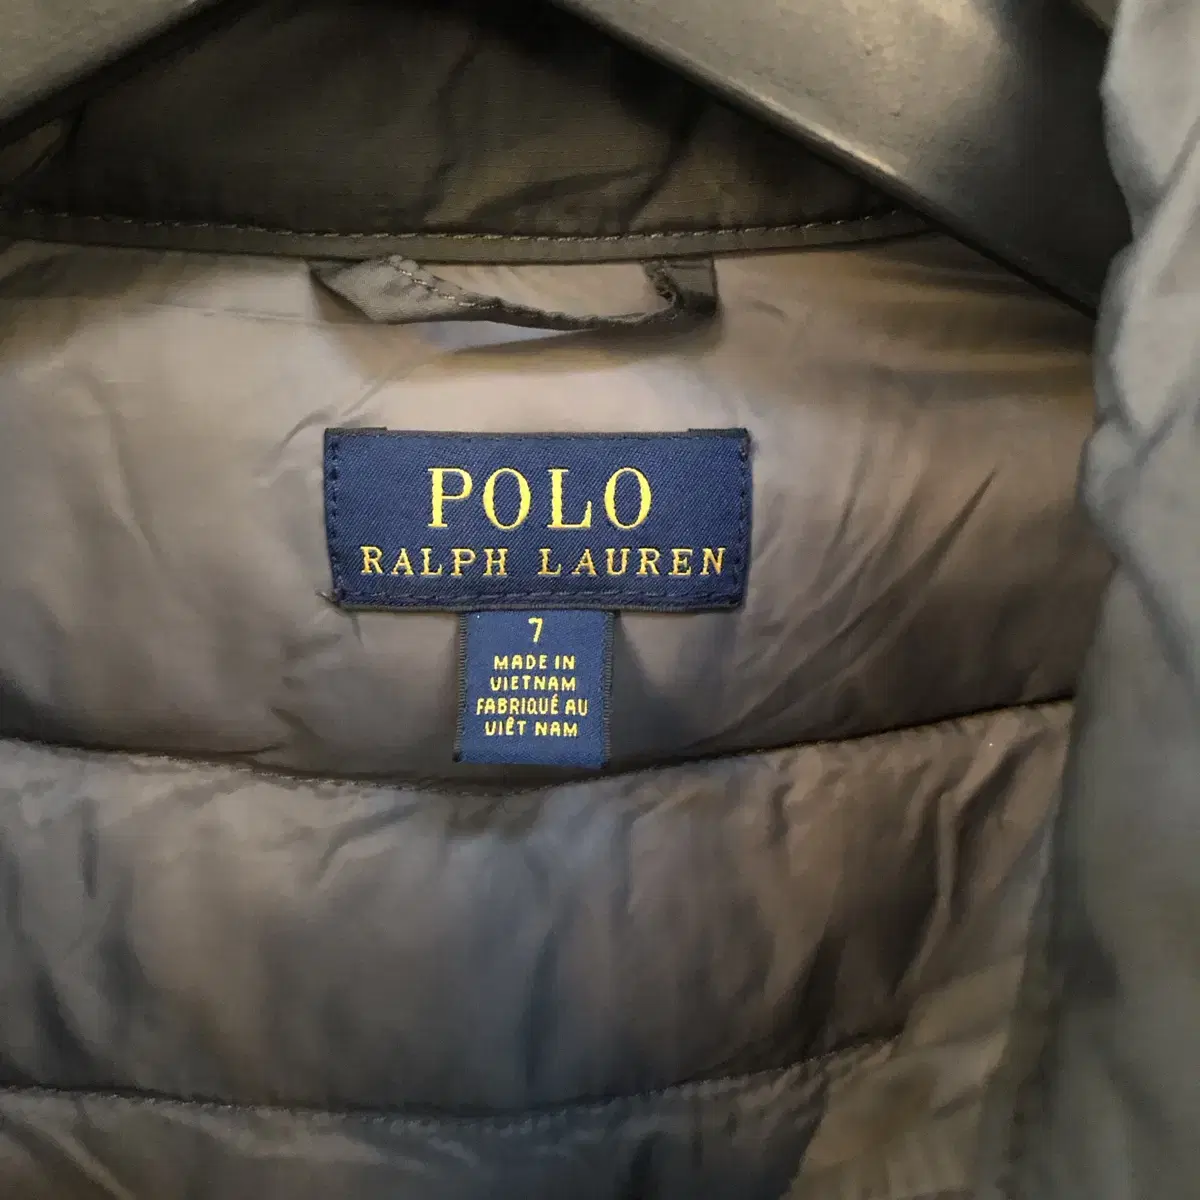 POLO
RALPH LAUREN
7
MADE IN
VIETNAM
FABRIQUÉ AU
VIÊT NAM